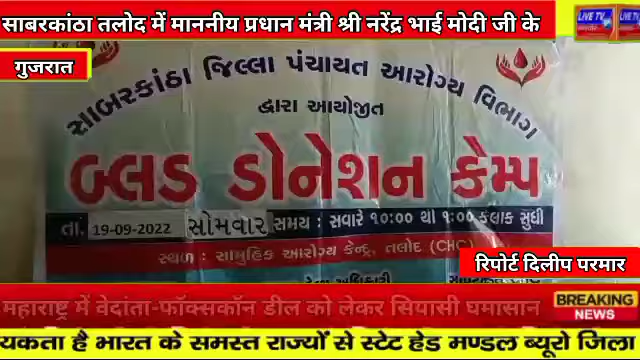 साबरकांठा तलोद में माननीय प्रधान मंत्री श्री नरेंद्र भाई मोदी जी के
LIVE TV
LIVE TV
गुजरात
સાબરકાંઠા જિલ્લા પંચાયત આરોગ્ય વિભાગ
દ્વારા આયોજીત
બ્લડ ડોનેશન કેમ્પ
તા. 19-09-2022 સોમવાર સમય : સવારે ૧૦:૦૦ થી ૧:૦૦ કલાક સુધી
સ્થળ : સામુહિક આરોગ્ય કેન્દ્ર, તલોદ (CHC)
रिपोर्ट दिलीप परमार
महाराष्ट्र में वेदांता-फॉक्सकॉन डील को लेकर सियासी घमासान
BREAKING
NEWS
यकता है भारत के समस्त राज्यों से स्टेट हेड मण्डल ब्यूरो जिला